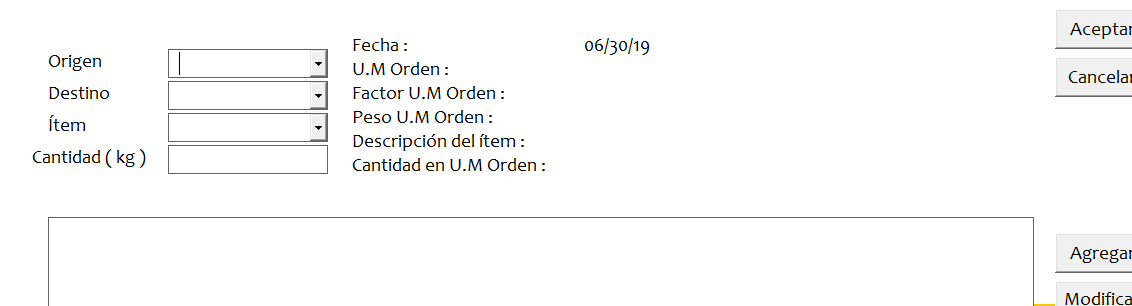 Origen
Destino
Ítem
Cantidad ( kg )
Fecha : 06/30/19
U.M Orden :
Factor U.M Orden :
Peso U.M Orden :
Descripción del ítem :
Cantidad en U.M Orden :
Aceptar
Cancelar
Agregar
Modifica